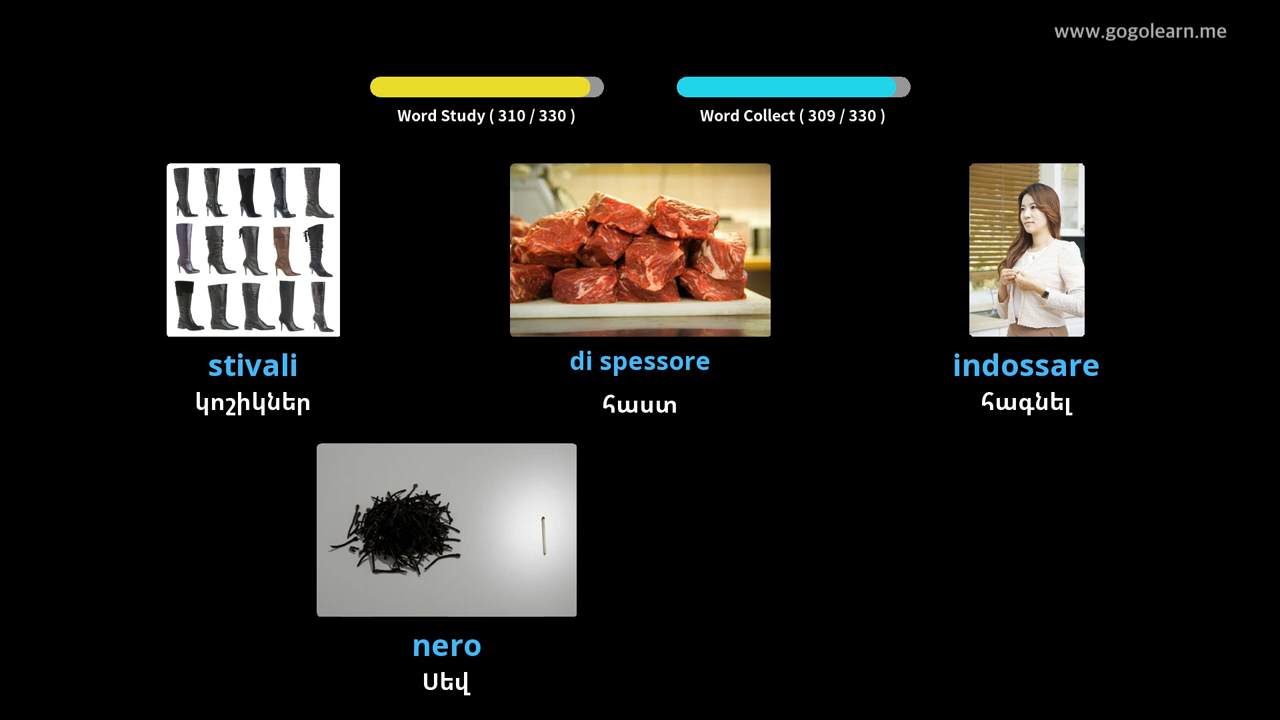 www.gogolearn.me
Word Study ( 310 / 330 )
Word Collect ( 309 / 330 )
stivali
կոշիկներ
di spessore
հաստ
indossare
հագնել
nero
Սեվ